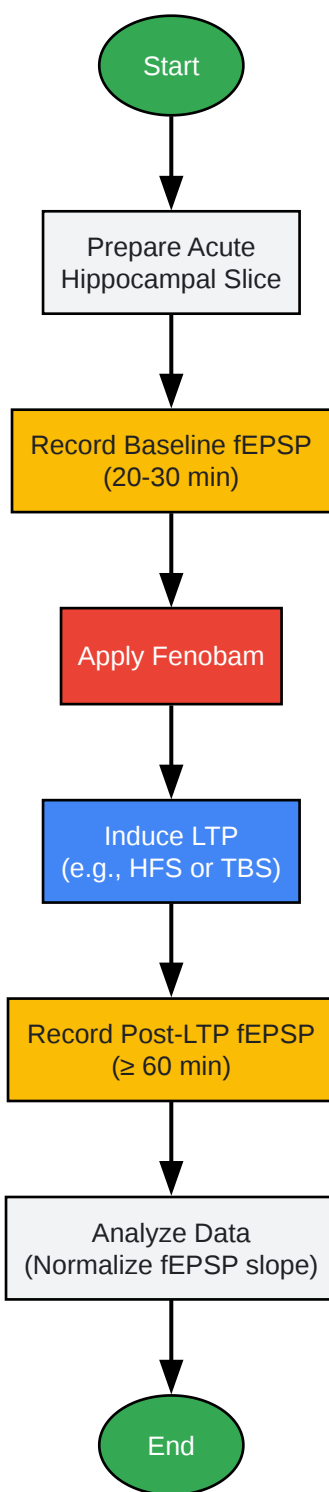 Start
Prepare Acute
Hippocampal Slice
Record Baseline fEPSP
(20-30 min)
Apply Fenobam
Induce LTP
(e.g., HFS or TBS)
Record Post-LTP fEPSP
(≥ 60 min)
Analyze Data
(Normalize fEPSP slope)
End